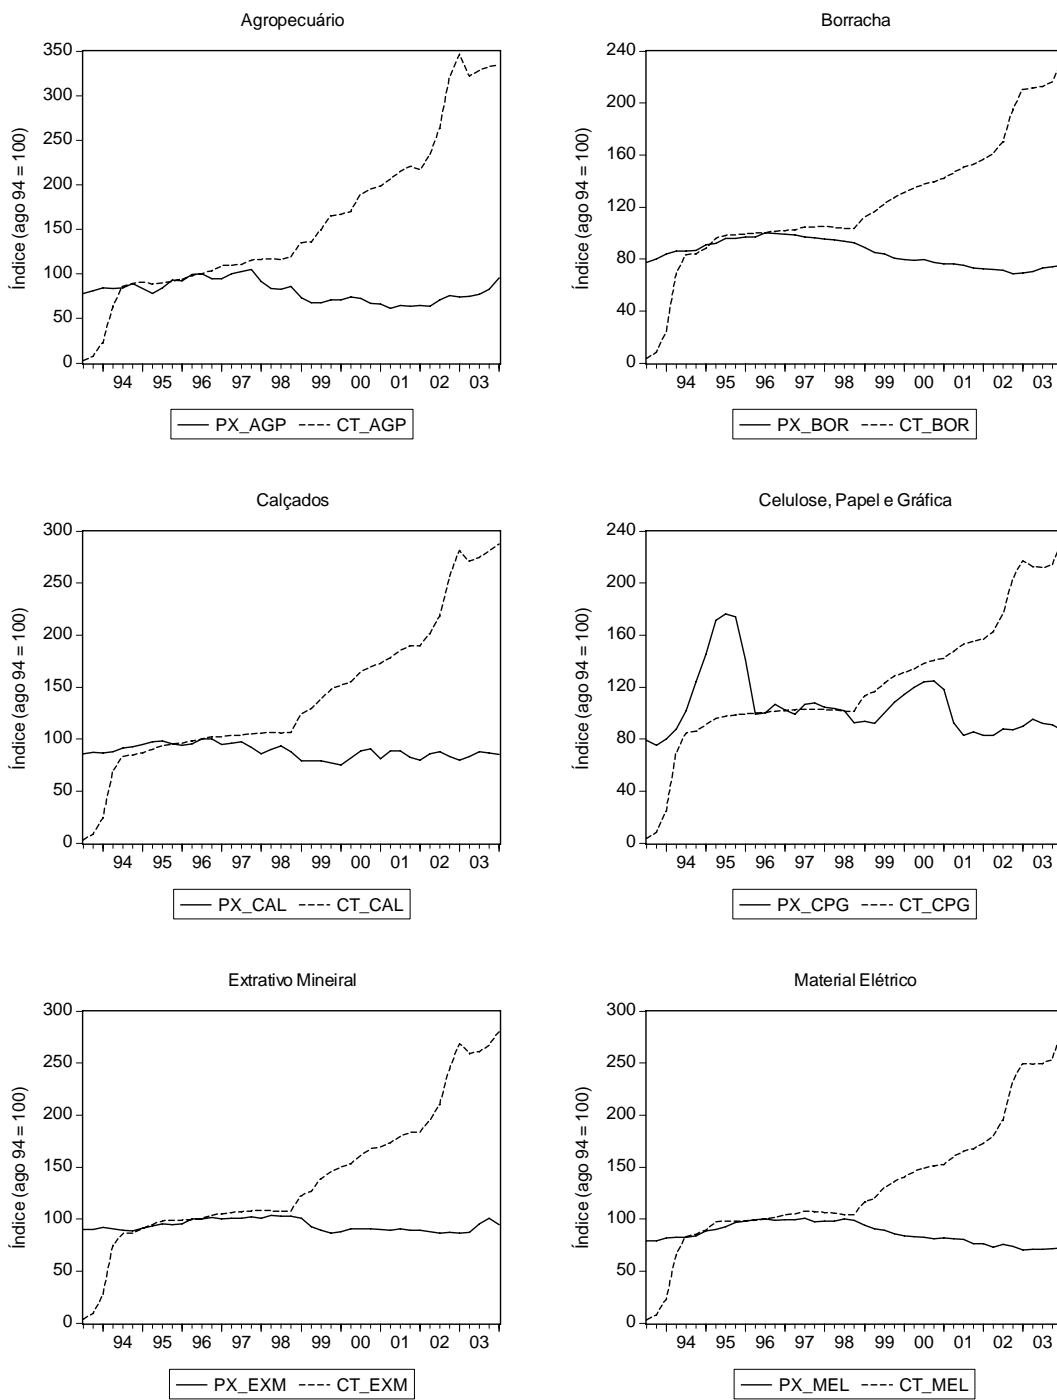 Agropecuário
350
300
250
200
150
100
50
0
Índice (ago 94 = 100)
94 95 96 97 98 99 00 01 02 03
PX_AGP CT_AGP
Borracha
240
200
160
120
80
40
0
Índice (ago 94 = 100)
94 95 96 97 98 99 00 01 02 03
PX_BOR CT_BOR
Calçados
300
250
200
150
100
50
0
Índice (ago 94 = 100)
94 95 96 97 98 99 00 01 02 03
PX_CAL CT_CAL
Celulose, Papel e Gráfica
240
200
160
120
80
40
0
Índice (ago 94 = 100)
94 95 96 97 98 99 00 01 02 03
PX_CPG CT_CPG
Extrativo Mineiral
300
250
200
150
100
50
0
Índice (ago 94 = 100)
94 95 96 97 98 99 00 01 02 03
PX_EXM CT_EXM
Material Elétrico
300
250
200
150
100
50
0
Índice (ago 94 = 100)
94 95 96 97 98 99 00 01 02 03
PX_MEL CT_MEL